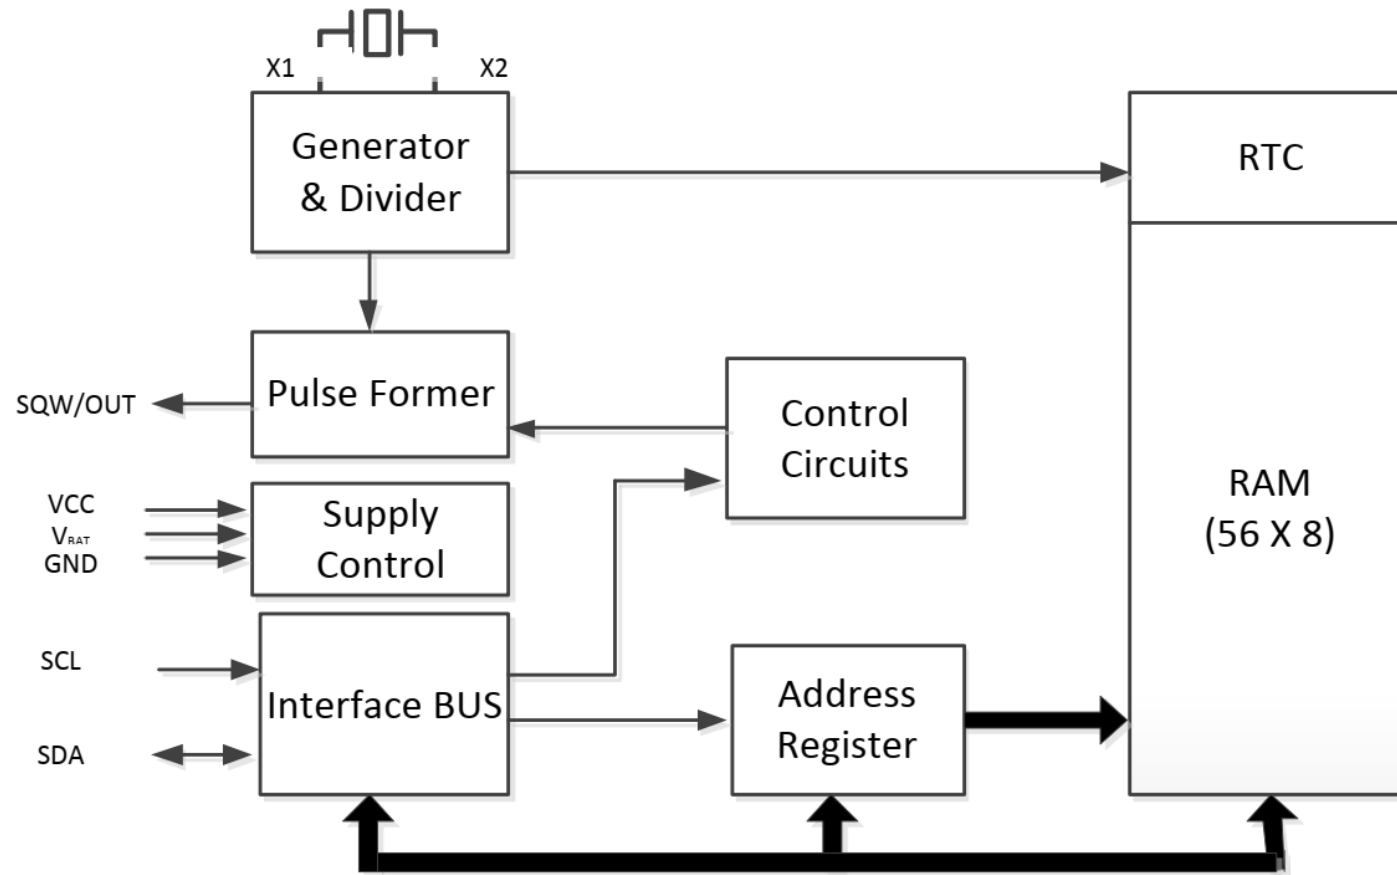 X1
X2
Generator
& Divider
RTC
Pulse Former
SQW/OUT
Control
Circuits
RAM
(56 X 8)
VCC
VBAT
GND
Supply
Control
SCL
SDA
Interface BUS
Address
Register